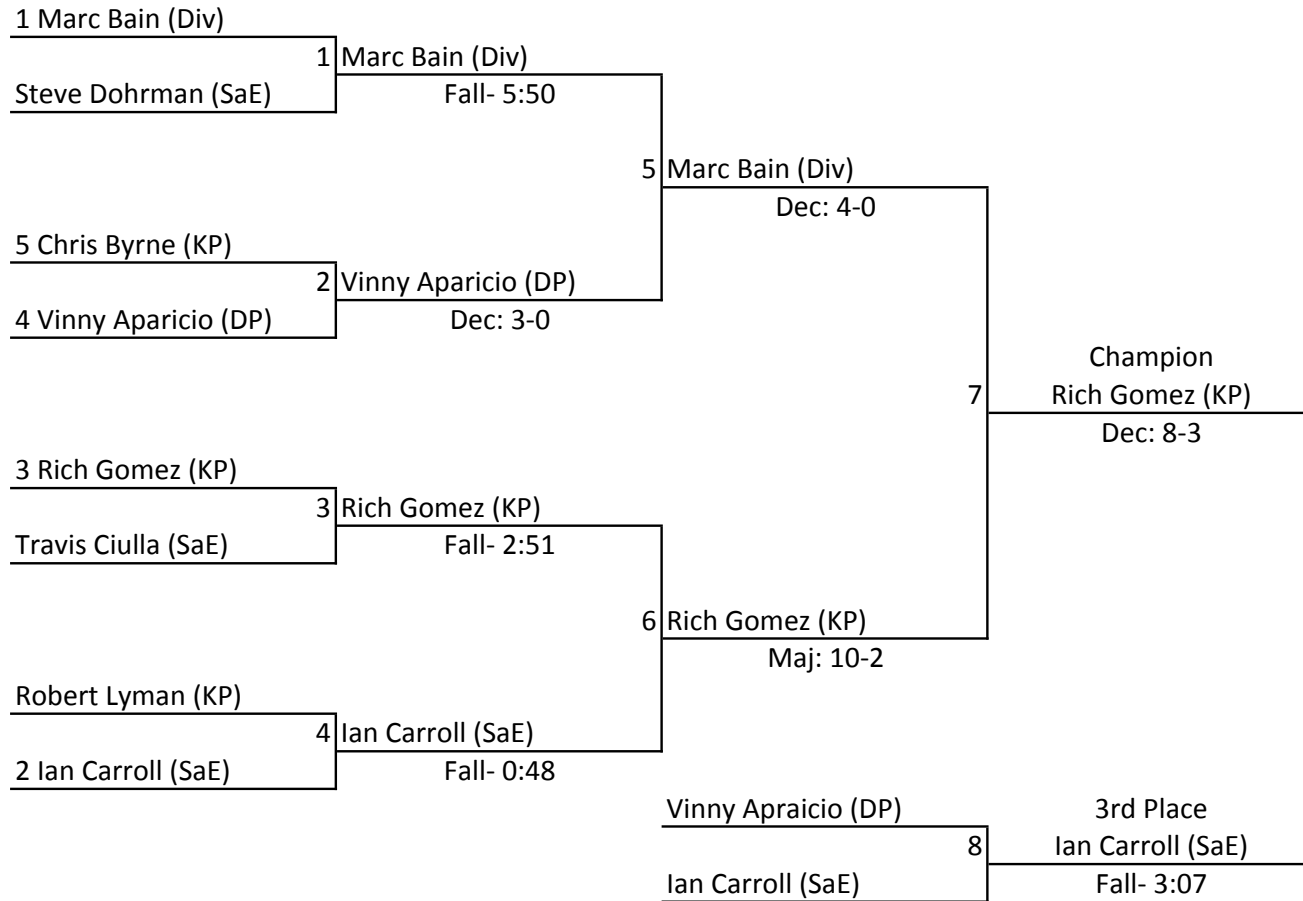 1 Marc Bain (Div)
1 Marc Bain (Div)
Steve Dohrman (SaE)
Fall- 5:50
5 Marc Bain (Div)
Dec: 4-0
5 Chris Byrne (KP)
2 Vinny Aparicio (DP)
4 Vinny Aparicio (DP)
Dec: 3-0
Champion
7 Rich Gomez (KP)
Dec: 8-3
3 Rich Gomez (KP)
3 Rich Gomez (KP)
Travis Ciulla (SaE)
Fall- 2:51
6 Rich Gomez (KP)
Maj: 10-2
Robert Lyman (KP)
4 Ian Carroll (SaE)
2 Ian Carroll (SaE)
Fall- 0:48
Vinny Apraicio (DP)
3rd Place
8 Ian Carroll (SaE)
Ian Carroll (SaE)
Fall- 3:07